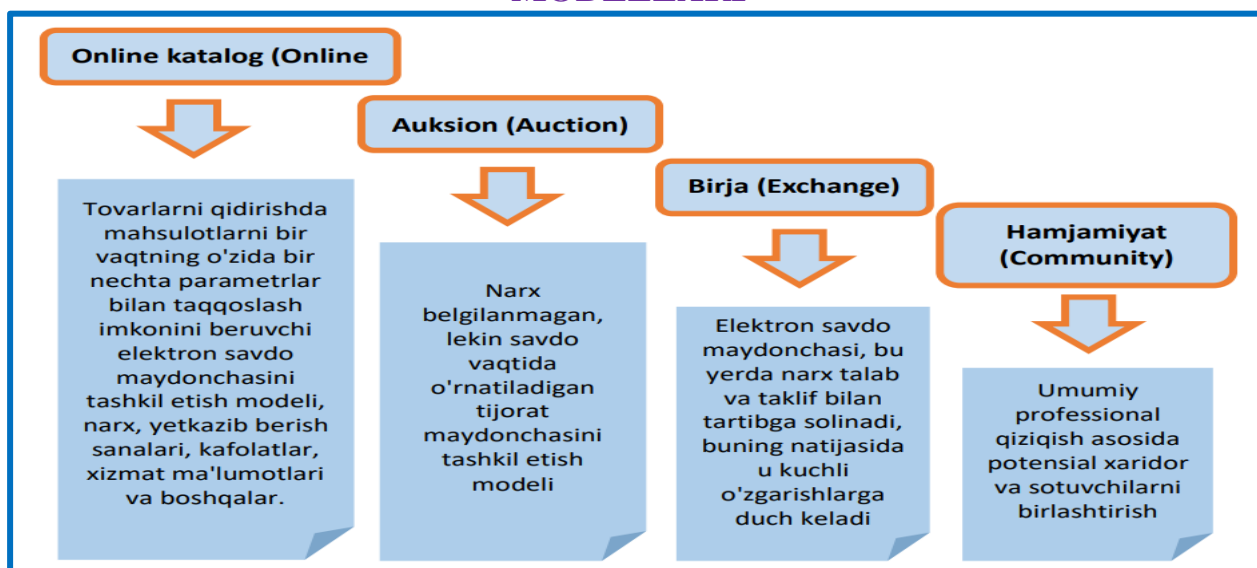 Online katalog (Online
Tovarlarni qidirishda
mahsulotlarni bir
vaqtning o'zida bir
nechta parametrlar
bilan taqqoslash
imkonini beruvchi
elektron savdo
maydonchasini
tashkil etish modeli,
narx, yetkazib berish
sanalari, kafolatlar,
xizmat ma'lumotlari
va boshqalar.
Auksion (Auction)
Narx
belgilanmagan,
lekin savdo
vaqtida
o'rnatiladigan
tijorat
maydonchasini
tashkil etish
modeli
Birja (Exchange)
Elektron savdo
maydonchasi, bu
yerda narx talab
va taklif bilan
tartibga solinadi,
buning natijasida
u kuchli
o'zgarishlarga
duch keladi
Hamjamiyat
(Community)
Umumiy
professional
qiziqish asosida
potensial xaridor
va sotuvchilarni
birlashtirish